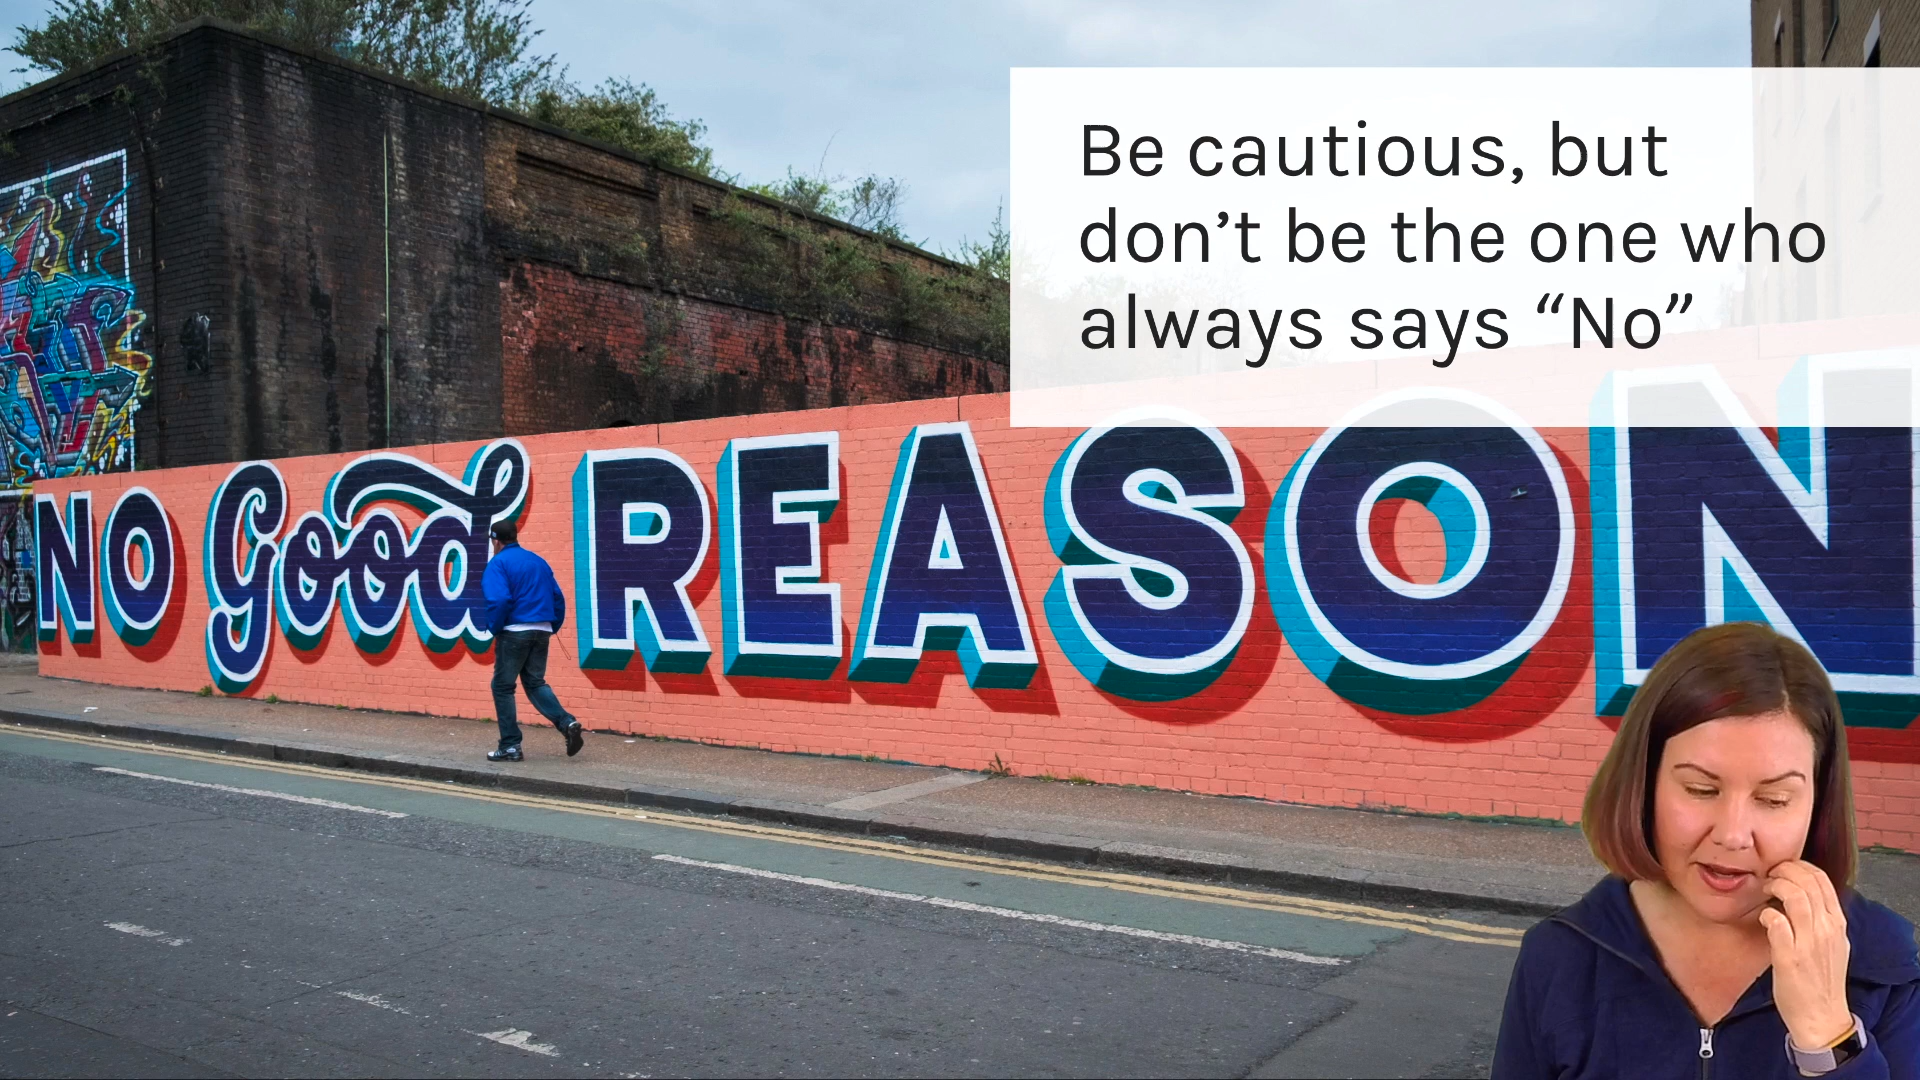 Be cautious, but
don’t be the one who
always says “No”
NO Good REASON